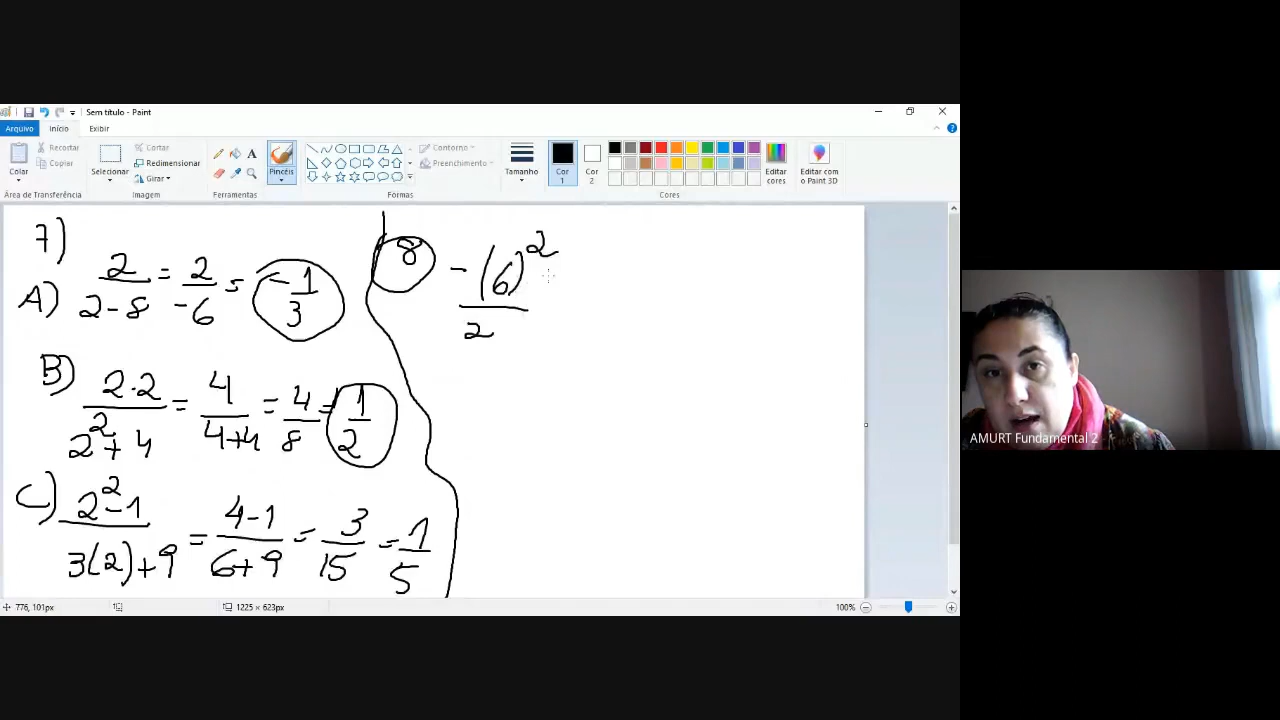 Sem título - Paint
Arquivo Início Exibir
Colar
Recortar
Copiar
Área de Transferência
Selecionar
Redimensionar
Girar
Imagem
Ferramentas
Pincéis
Contorno
Preenchimento
Formas
Tamanho
Cor 1
Cor 2
Editar cores
Cores
Editar com o Paint 3D
7)
A) 2/(2-8) = 2/-6 = -1/3
B) 2·2/(2²+4) = 4/(4+4) = 4/8 = 1/2
C) (2²-1)/(3(2)+9) = (4-1)/(6+9) = 3/15 = 1/5
8 -(6)²/2
AMURT Fundamental 2
776, 101px
1225 × 623px
100%